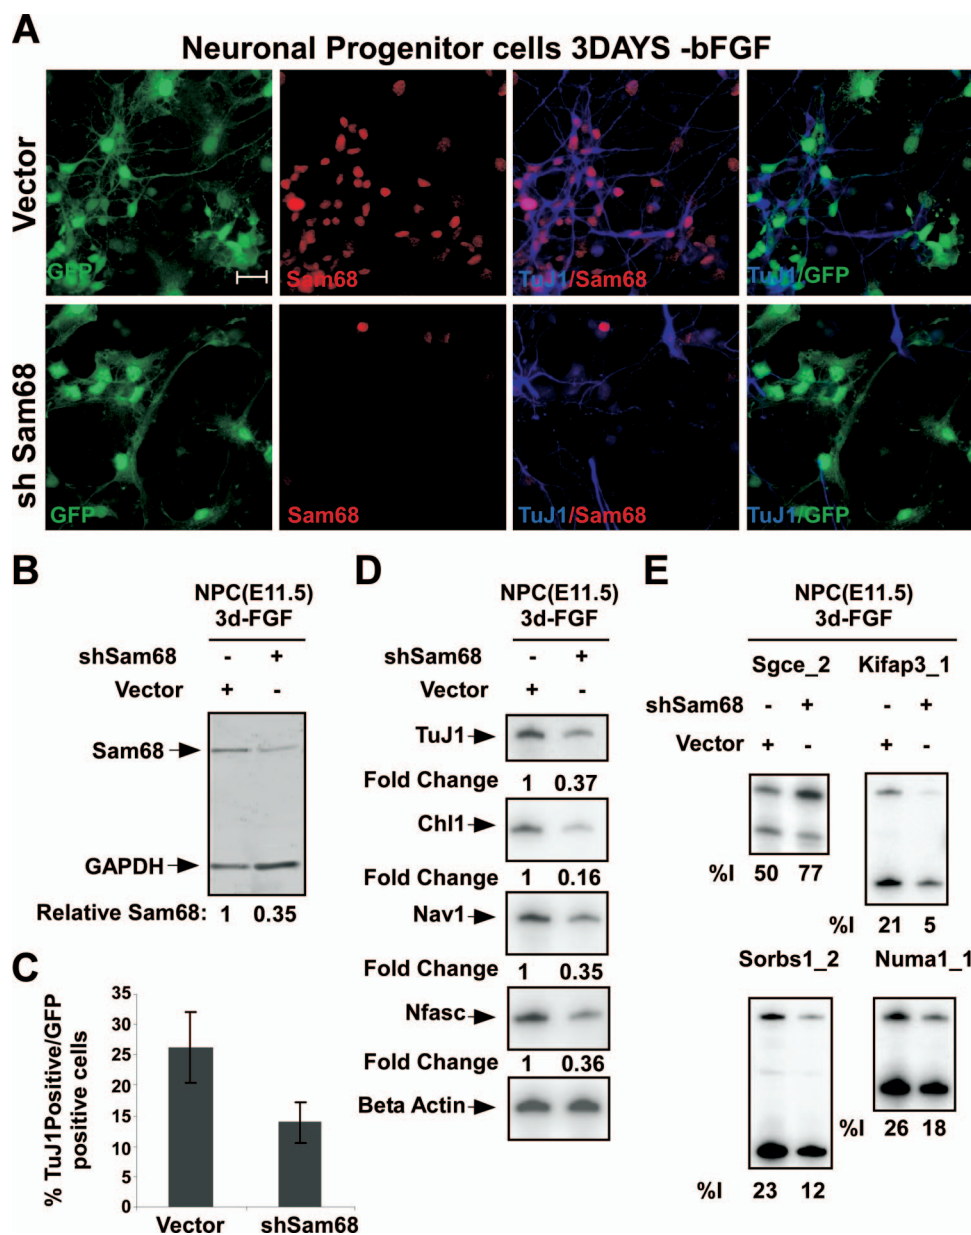 A
Neuronal Progenitor cells 3DAYS -bFGF
Vector
GFP
Sam68
TuJ1/Sam68
TuJ1/GFP
sh Sam68
GFP
Sam68
TuJ1/Sam68
TuJ1/GFP
B
NPC(E11.5)
3d-FGF
shSam68 - +
Vector + -
Sam68
GAPDH
Relative Sam68: 1 0.35
C
% TuJ1Positive/GFP
positive cells
35
30
25
20
15
10
5
0
Vector shSam68
D
NPC(E11.5)
3d-FGF
shSam68 - +
Vector + -
TuJ1
Fold Change 1 0.37
Chl1
Fold Change 1 0.16
Nav1
Fold Change 1 0.35
Nfasc
Fold Change 1 0.36
Beta Actin
E
NPC(E11.5)
3d-FGF
Sgce_2 Kifap3_1
shSam68 - + - +
Vector + - + -
%I 50 77
%I 21 5
Sorbs1_2 Numa1_1
%I 26 18
%I 23 12